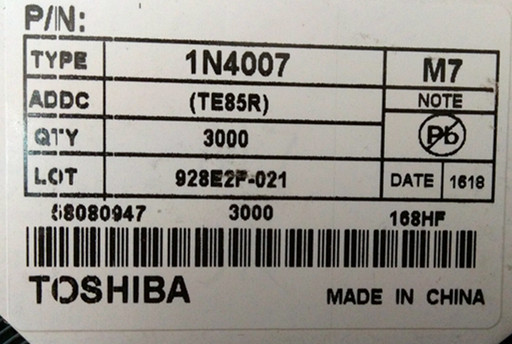 P/N:
TYPE 1N4007 M7
ADDC (TE85R) NOTE
QTY 3000 Pb
LOT 928E2F-021 DATE 1618
58080947 3000 168HF
TOSHIBA MADE IN CHINA